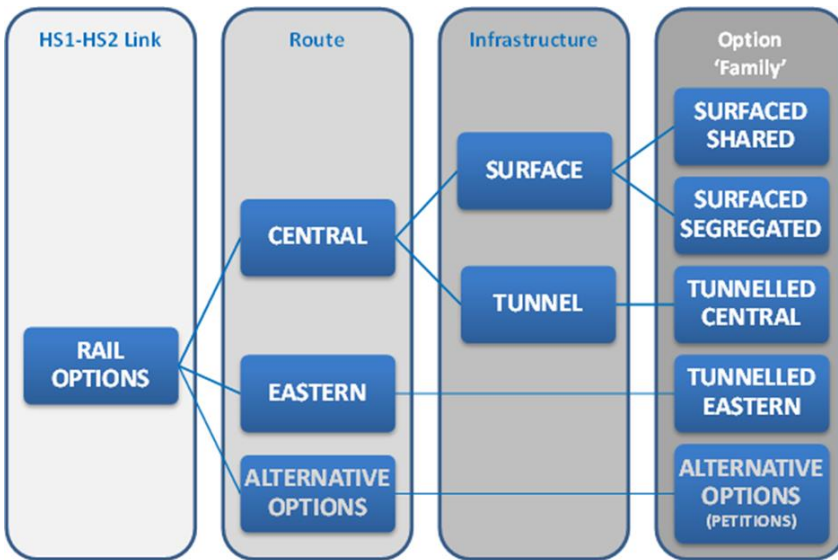 HS1-HS2 Link
Route
Infrastructure
Option
'Family'
RAIL
OPTIONS
CENTRAL
EASTERN
ALTERNATIVE
OPTIONS
SURFACE
TUNNEL
SURFACED
SHARED
SURFACED
SEGREGATED
TUNNELLED
CENTRAL
TUNNELLED
EASTERN
ALTERNATIVE
OPTIONS
(PETITIONS)